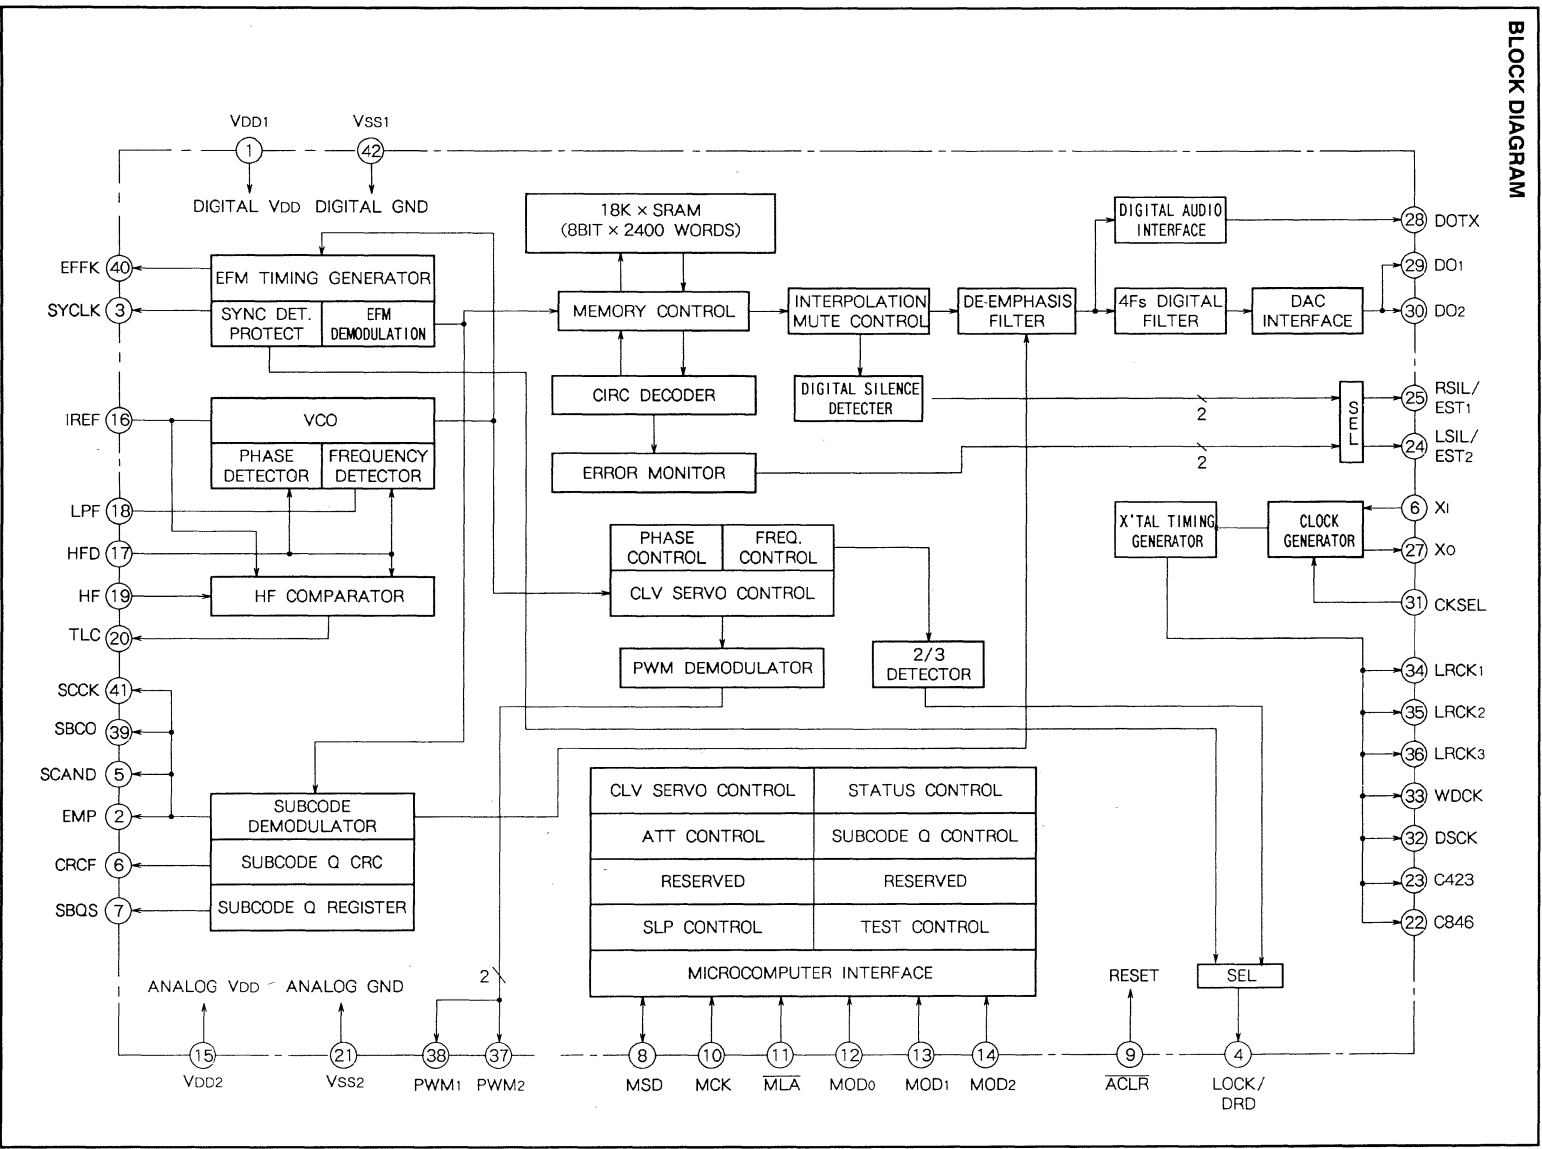 BLOCK DIAGRAM
VDD1
VSS1
1
42
DIGITAL VDD
DIGITAL GND
18K × SRAM
(8BIT × 2400 WORDS)
DIGITAL AUDIO
INTERFACE
28 DOTX
EFFK 40
EFM TIMING GENERATOR
29 DO1
SYCLK 3
SYNC DET.
PROTECT
EFM
DEMODULATION
MEMORY CONTROL
INTERPOLATION
MUTE CONTROL
DE-EMPHASIS
FILTER
4Fs DIGITAL
FILTER
DAC
INTERFACE
30 DO2
CIRC DECODER
DIGITAL SILENCE
DETECTER
2
SEL
25 RSIL/
EST1
IREF 16
VCO
PHASE
DETECTOR
FREQUENCY
DETECTOR
ERROR MONITOR
2
24 LSIL/
EST2
LPF 18
HFD 17
PHASE
CONTROL
FREQ.
CONTROL
CLV SERVO CONTROL
X'TAL TIMING
GENERATOR
CLOCK
GENERATOR
6 XI
27 XO
HF 19
HF COMPARATOR
31 CKSEL
TLC 20
PWM DEMODULATOR
2/3
DETECTOR
34 LRCK1
SCCK 41
35 LRCK2
SBCO 39
36 LRCK3
SCAND 5
33 WDCK
EMP 2
SUBCODE
DEMODULATOR
CLV SERVO CONTROL
STATUS CONTROL
32 DSCK
ATT CONTROL
SUBCODE Q CONTROL
CRCF 6
SUBCODE Q CRC
RESERVED
RESERVED
23 C423
SBQS 7
SUBCODE Q REGISTER
SLP CONTROL
TEST CONTROL
22 C846
MICROCOMPUTER INTERFACE
2
SEL
ANALOG VDD
ANALOG GND
RESET
15
21
38
37
8
10
11
12
13
14
9
4
VDD2
VSS2
PWM1
PWM2
MSD
MCK
MLA
MOD0
MOD1
MOD2
ACLR
LOCK/
DRD